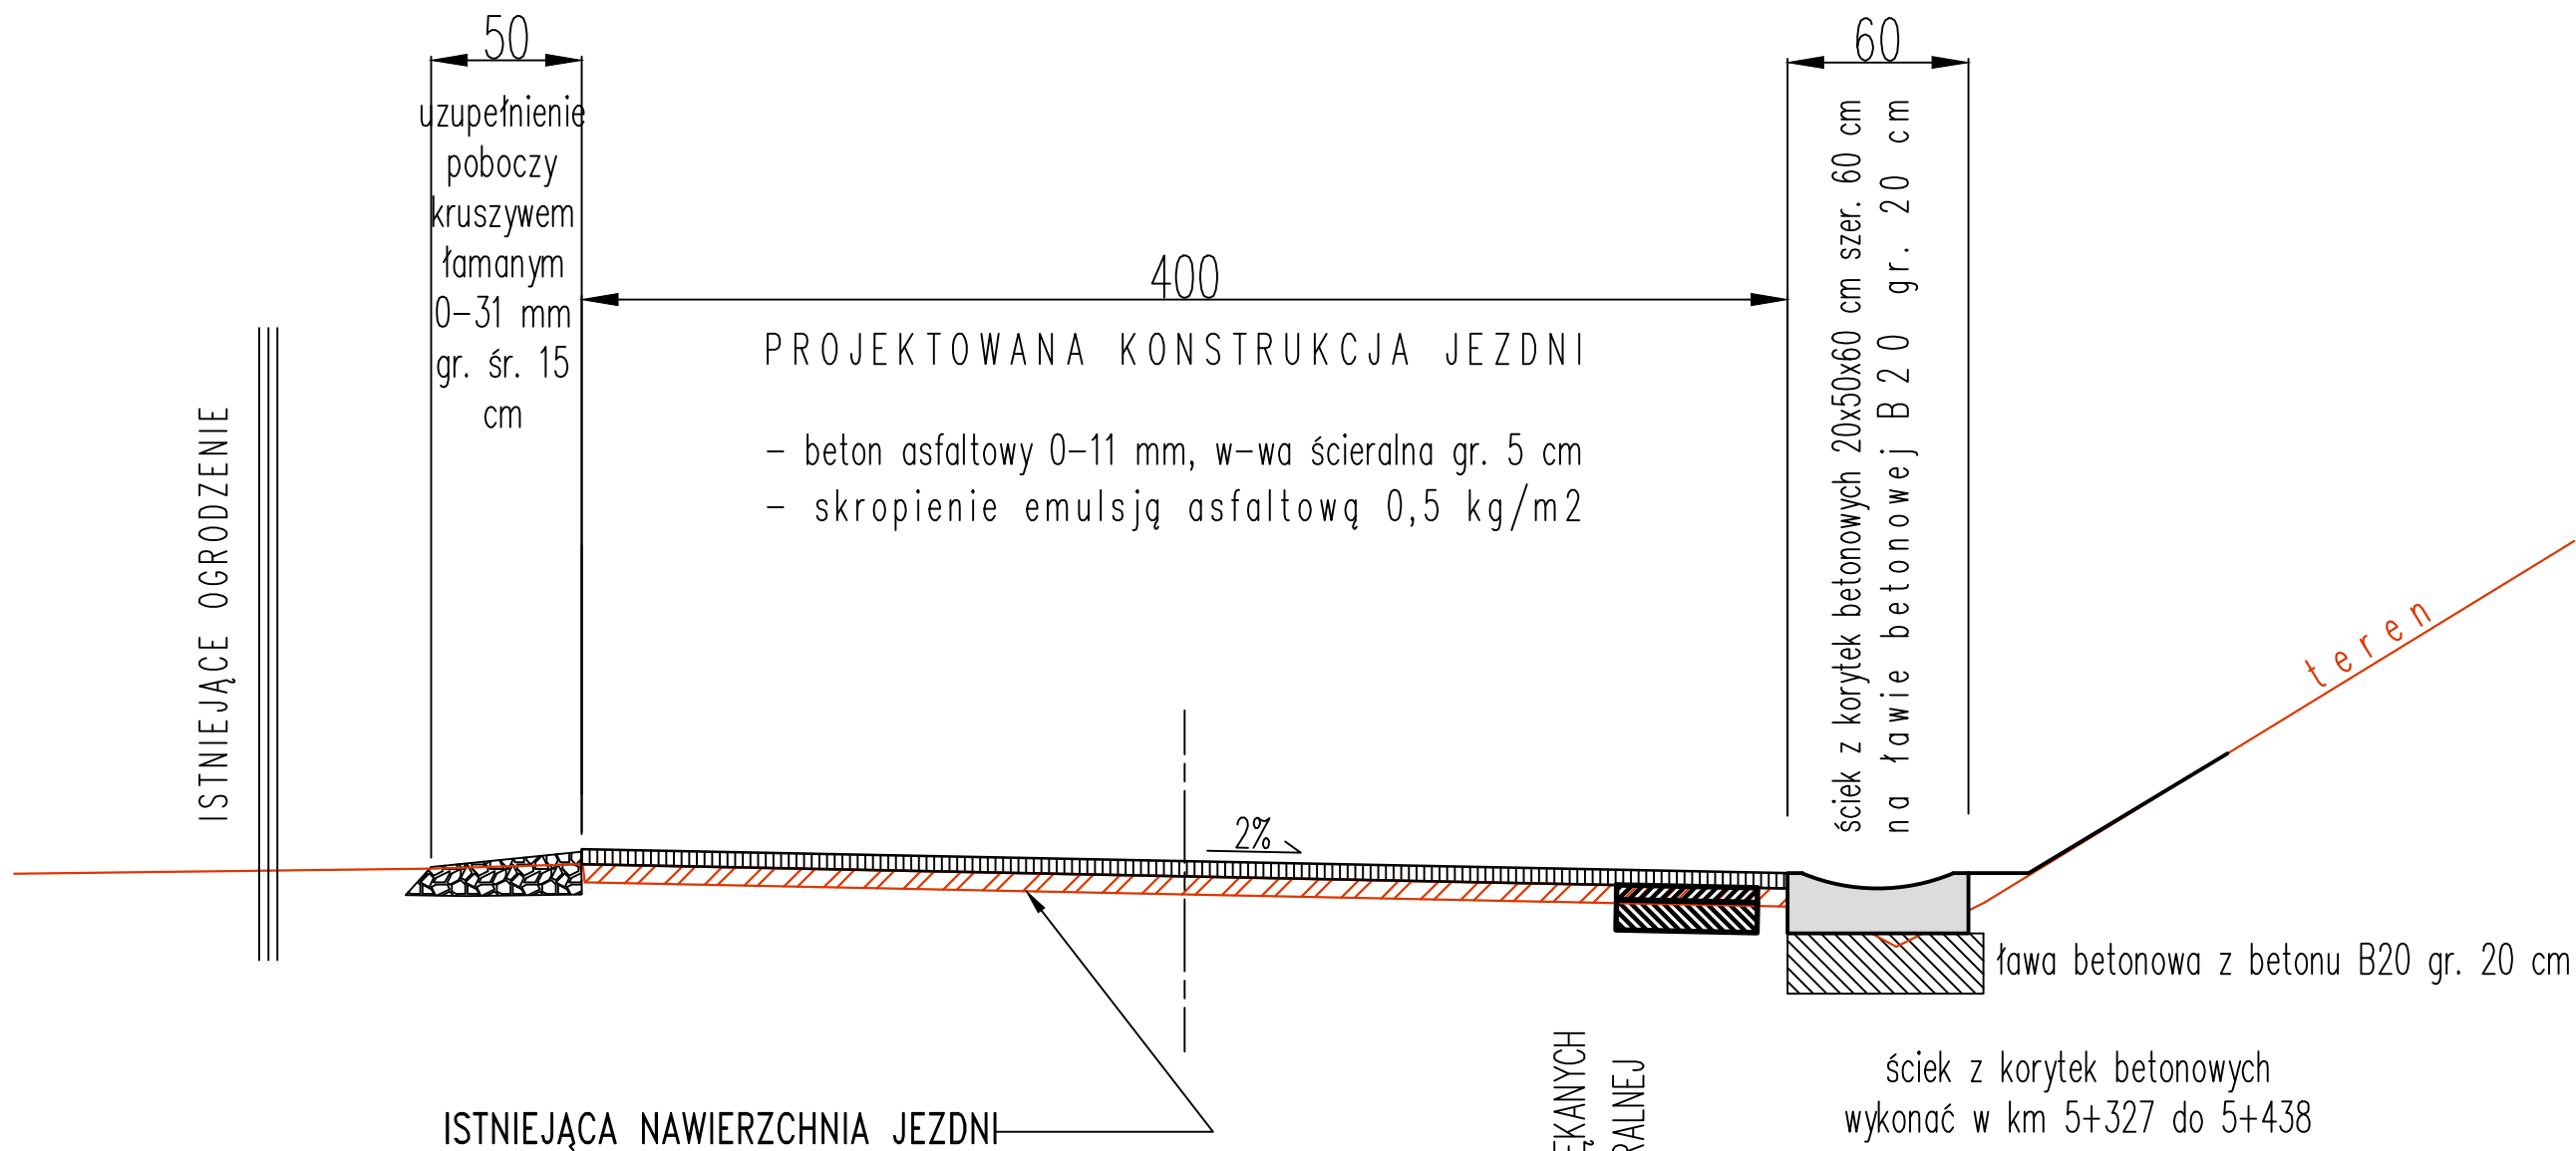 50
60
uzupełnienie
poboczy
kruszywem
łamanym
0-31 mm
gr. śr. 15
cm
400
PROJEKTOWANA KONSTRUKCJA JEZDNI
- beton asfaltowy 0-11 mm, w-wa ścieralna gr. 5 cm
- skropienie emulsją asfaltową 0,5 kg/m2
ISTNIEJĄCE OGRODZENIE
ściek z korytek betonowych 20x50x60 cm szer. 60 cm
na ławie betonowej B20 gr. 20 cm
teren
2%
ława betonowa z betonu B20 gr. 20 cm
ściek z korytek betonowych
wykonać w km 5+327 do 5+438
ISTNIEJĄCA NAWIERZCHNIA JEZDNI